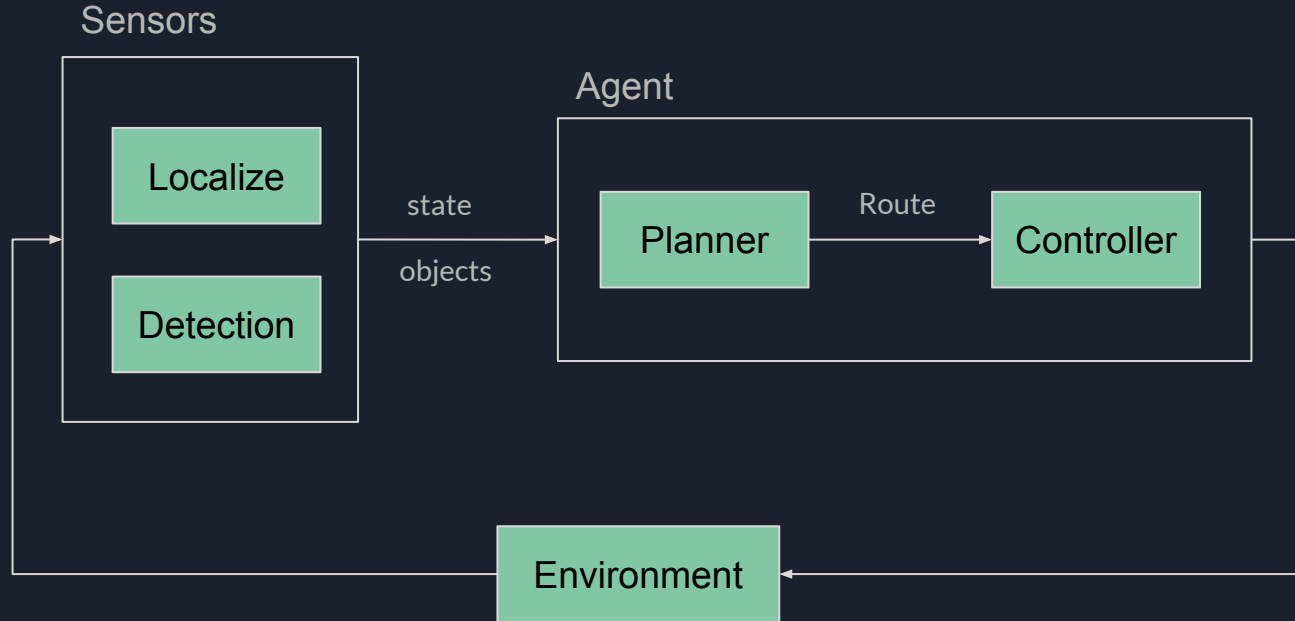 Sensors
Agent
Localize
Detection
state
objects
Planner
Route
Controller
Environment